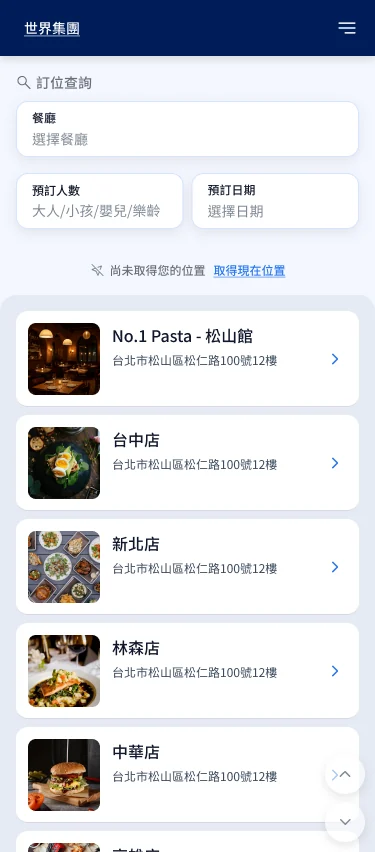 世界集團
訂位查詢
餐廳
選擇餐廳
預訂人數
預訂日期
大人/小孩/嬰兒/樂齡
選擇日期
尚未取得您的位置 取得現在位置
No.1 Pasta - 松山館
台北市松山區松仁路100號12樓
台中店
台北市松山區松仁路100號12樓
新北店
台北市松山區松仁路100號12樓
林森店
台北市松山區松仁路100號12樓
中華店
台北市松山區松仁路100號12樓